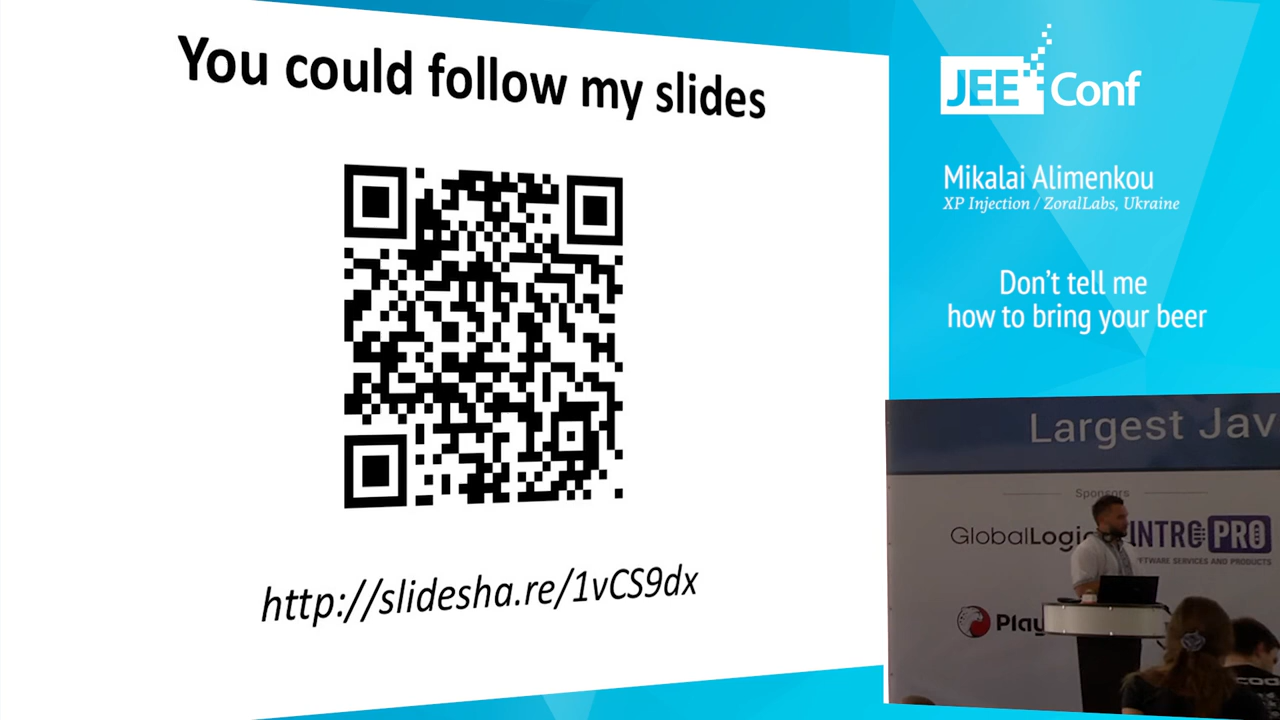 You could follow my slides
http://slidesha.re/1vCS9dx
JEE Conf
Mikalai Alimenkou
XP Injection / ZoralLabs, Ukraine
Don't tell me
how to bring your beer
Largest Jav
Sponsors
GlobalLogic
INTRO PRO
FTWARE SERVICES AND PRODUCTS
Play